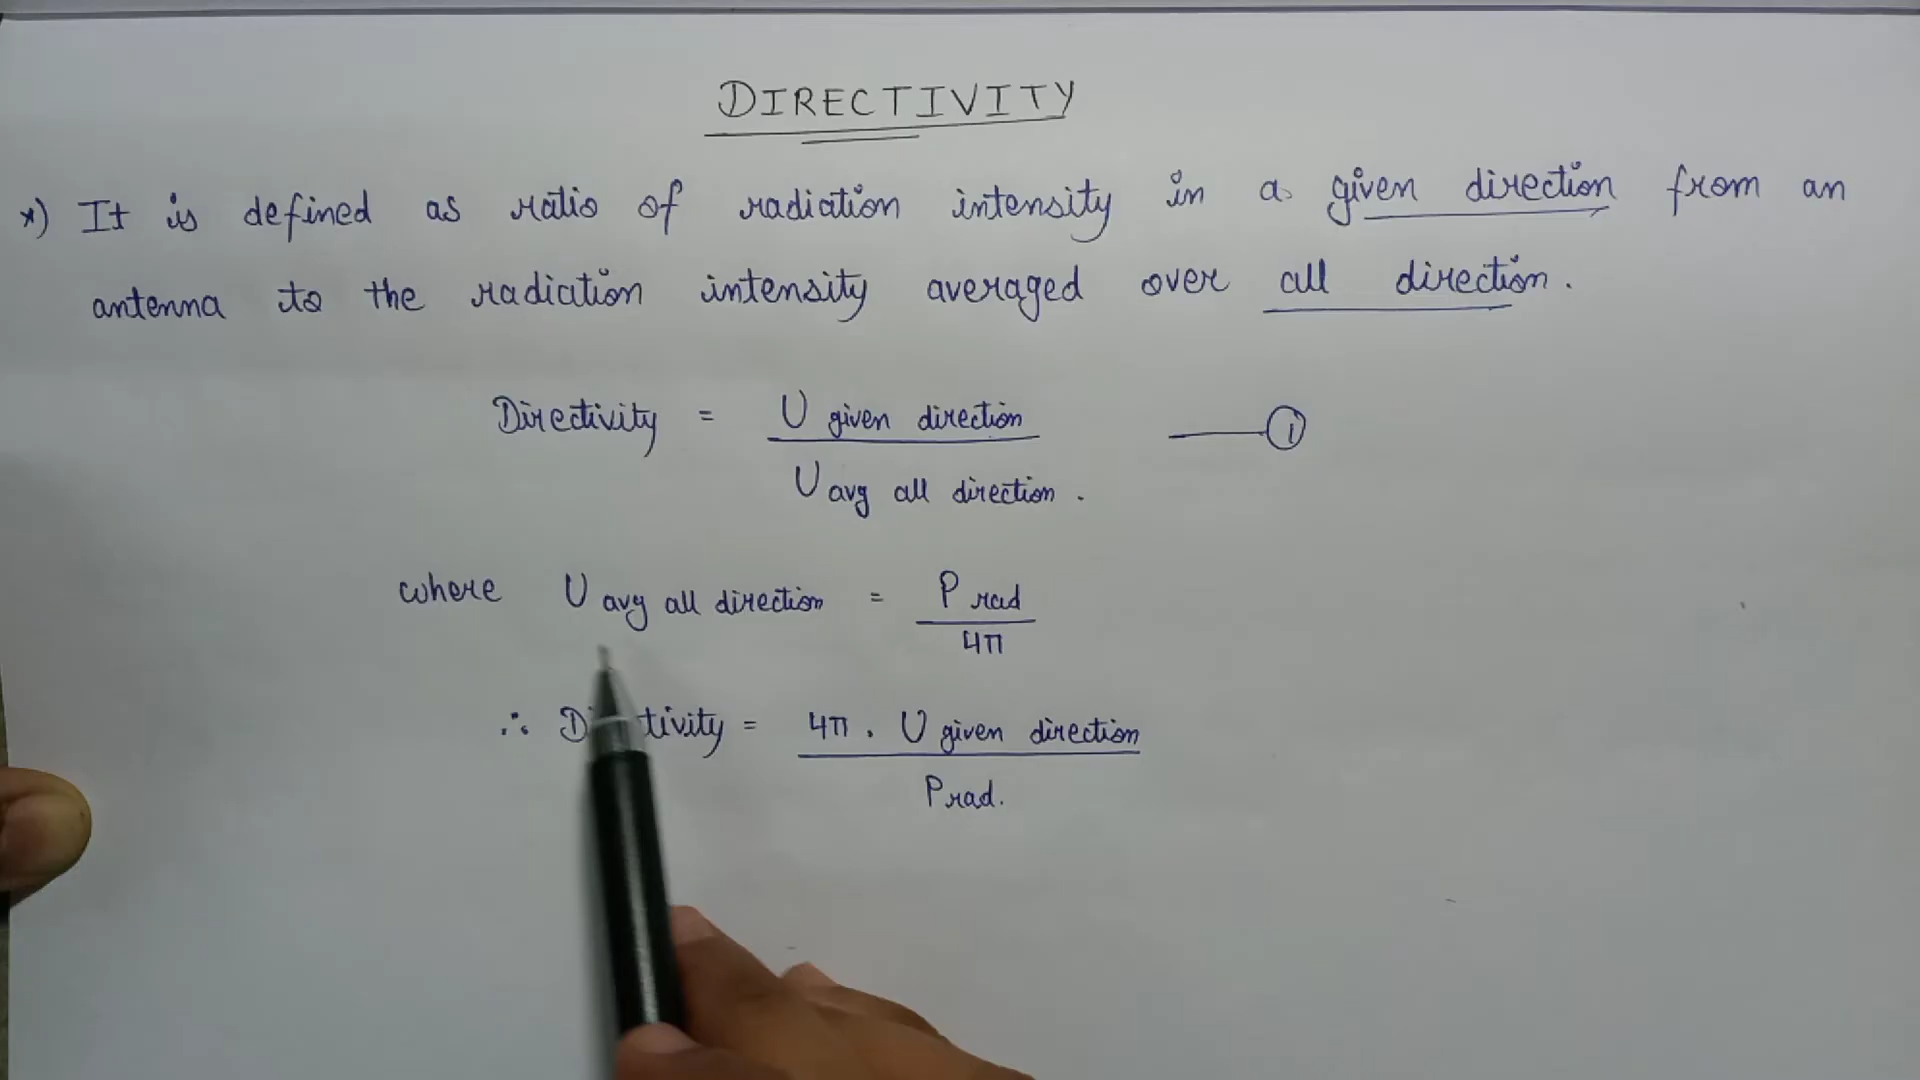 DIRECTIVITY
*) It is defined as ratio of radiation intensity in a given direction from an
antenna to the radiation intensity averaged over all direction.
Directivity = U given direction ——— 1
U avg all direction.
where U avg all direction = P rad
4π
∴ tivity = 4π . U given direction
P rad.